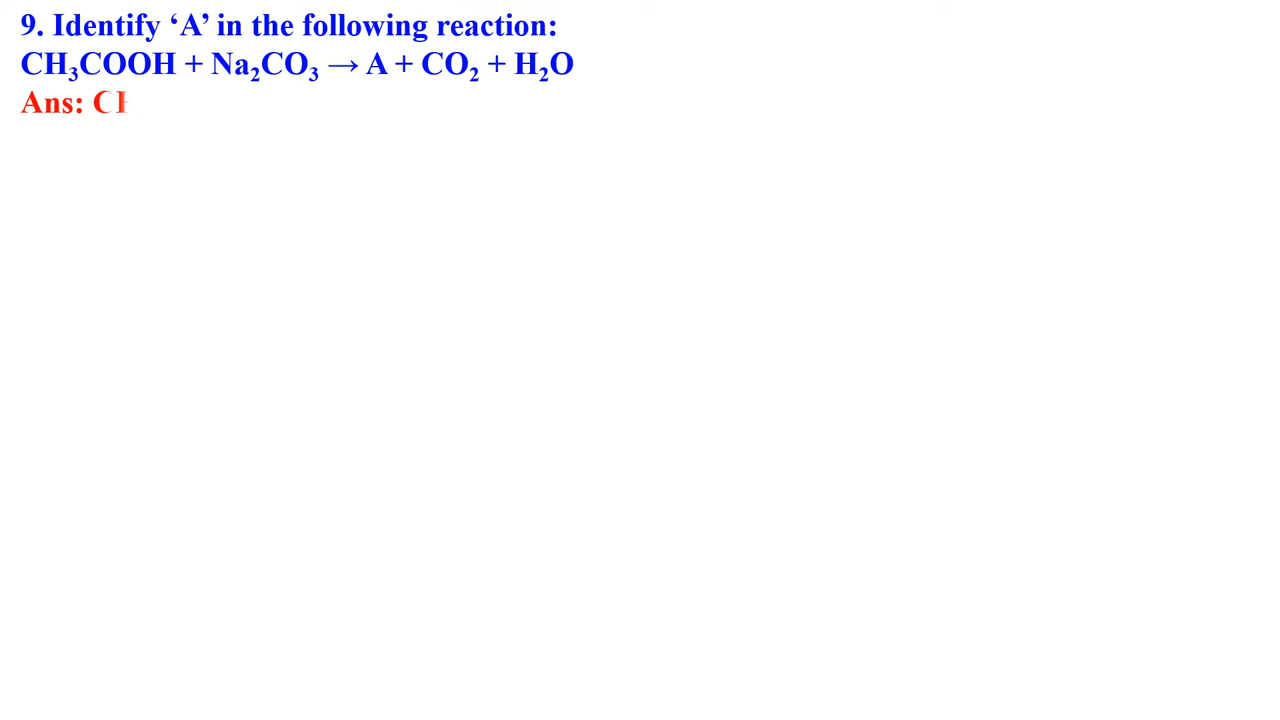 9. Identify ‘A’ in the following reaction:
CH₃COOH + Na₂CO₃ → A + CO₂ + H₂O
Ans: